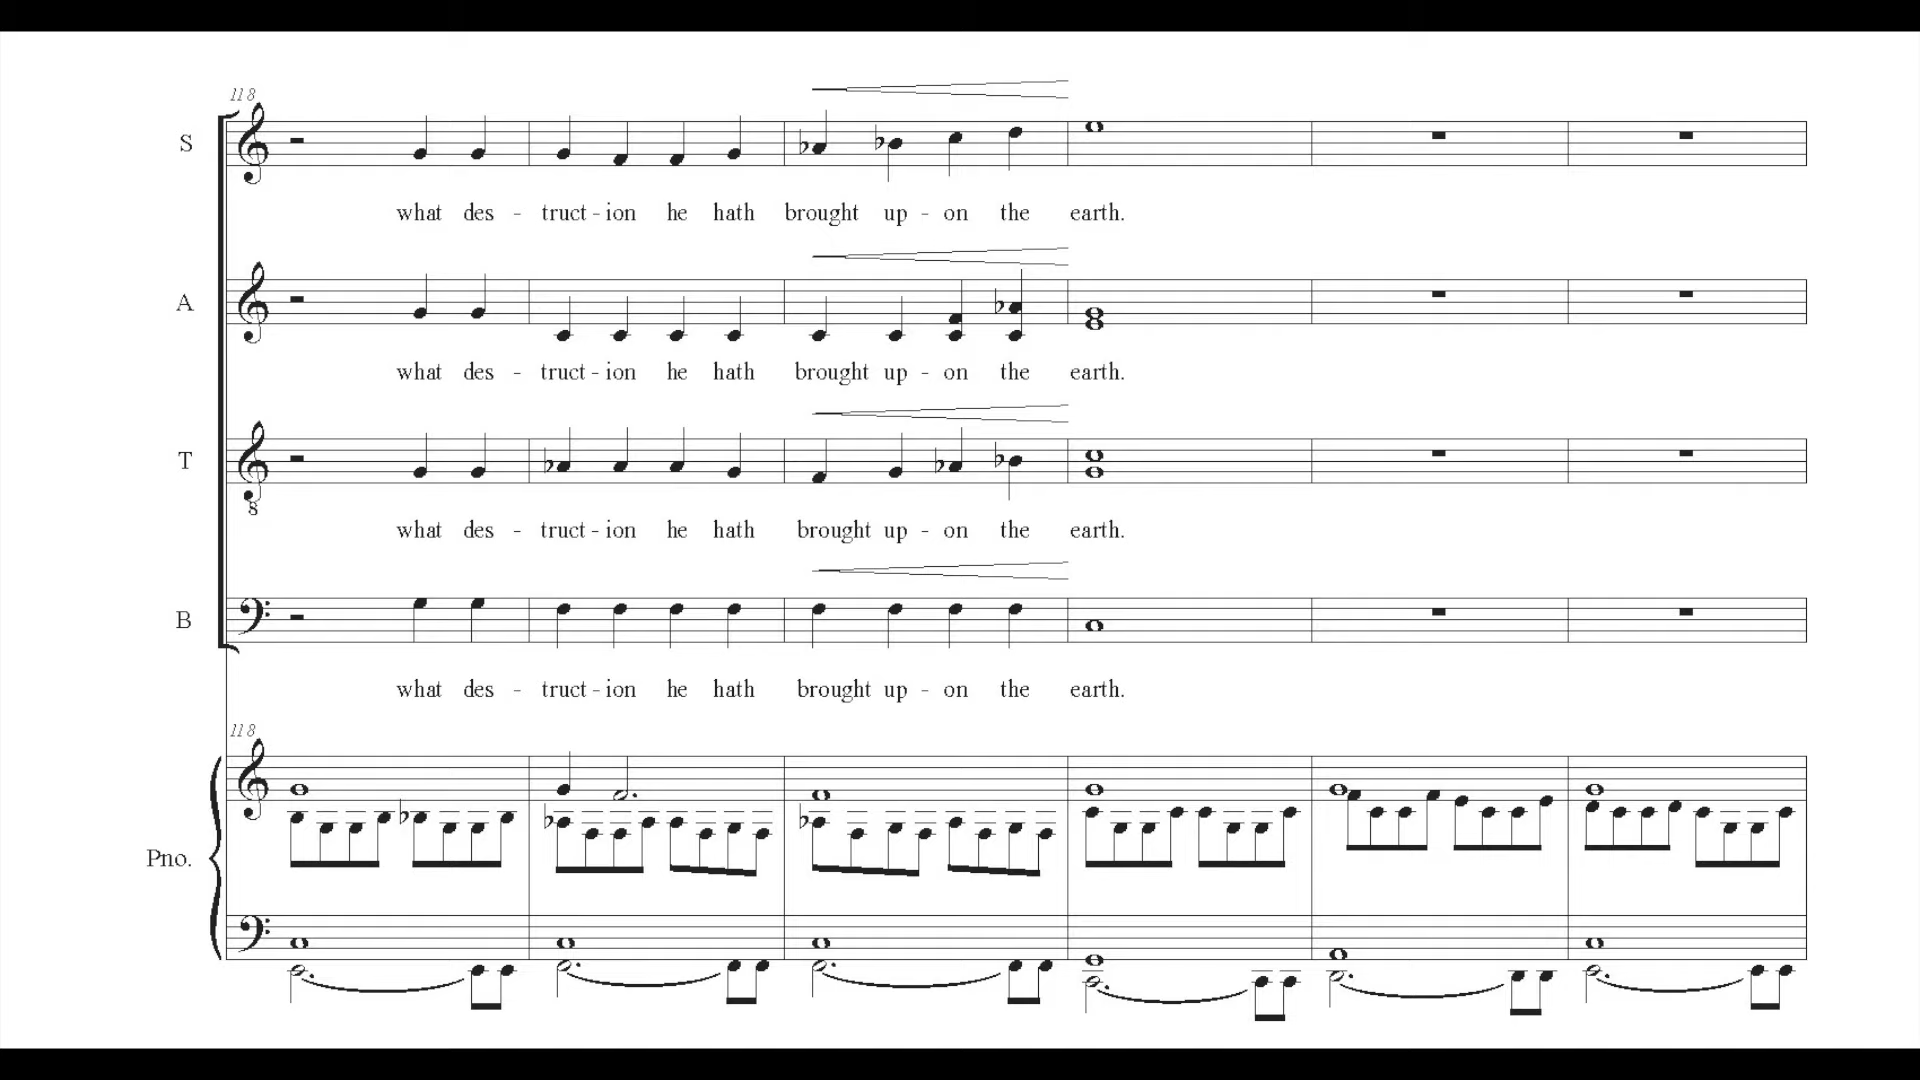 118
S
what des - truct - ion he hath brought up - on the earth.
A
what des - truct - ion he hath brought up - on the earth.
T
8
what des - truct - ion he hath brought up - on the earth.
B
what des - truct - ion he hath brought up - on the earth.
118
Pno.